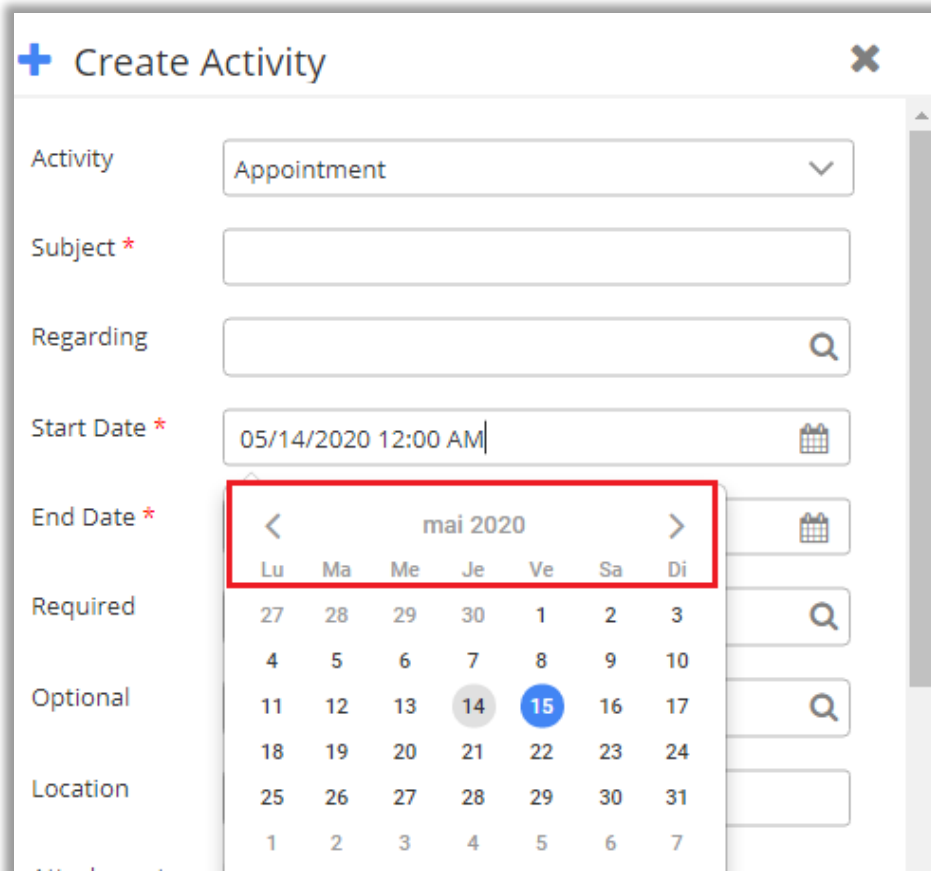 Create Activity
Activity
Appointment
Subject *
Regarding
Start Date *
05/14/2020 12:00 AM
End Date *
mai 2020
Lu Ma Me Je Ve Sa Di
27 28 29 30 1 2 3
Required
4 5 6 7 8 9 10
Optional
11 12 13 14 15 16 17
18 19 20 21 22 23 24
Location
25 26 27 28 29 30 31
1 2 3 4 5 6 7